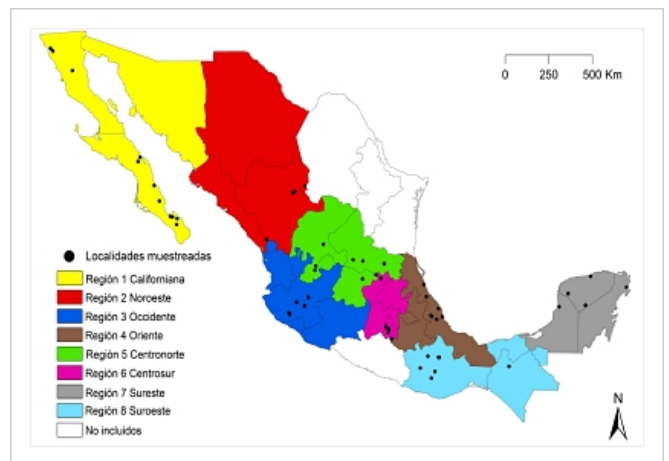 0 250 500 Km
Localidades muestreadas
Región 1 Californiana
Región 2 Noroeste
Región 3 Occidente
Región 4 Oriente
Región 5 Centronorte
Región 6 Centrosur
Región 7 Sureste
Región 8 Suroeste
No incluidos
N